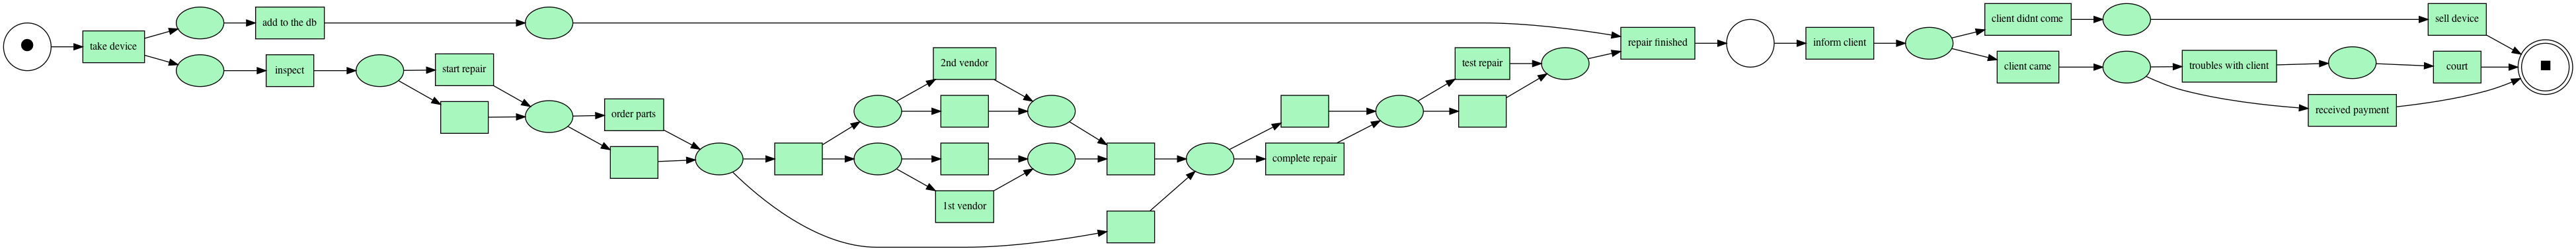 take device
add to the db
inspect
start repair
order parts
2nd vendor
1st vendor
complete repair
test repair
repair finished
inform client
client didnt come
client came
troubles with client
sell device
court
received payment